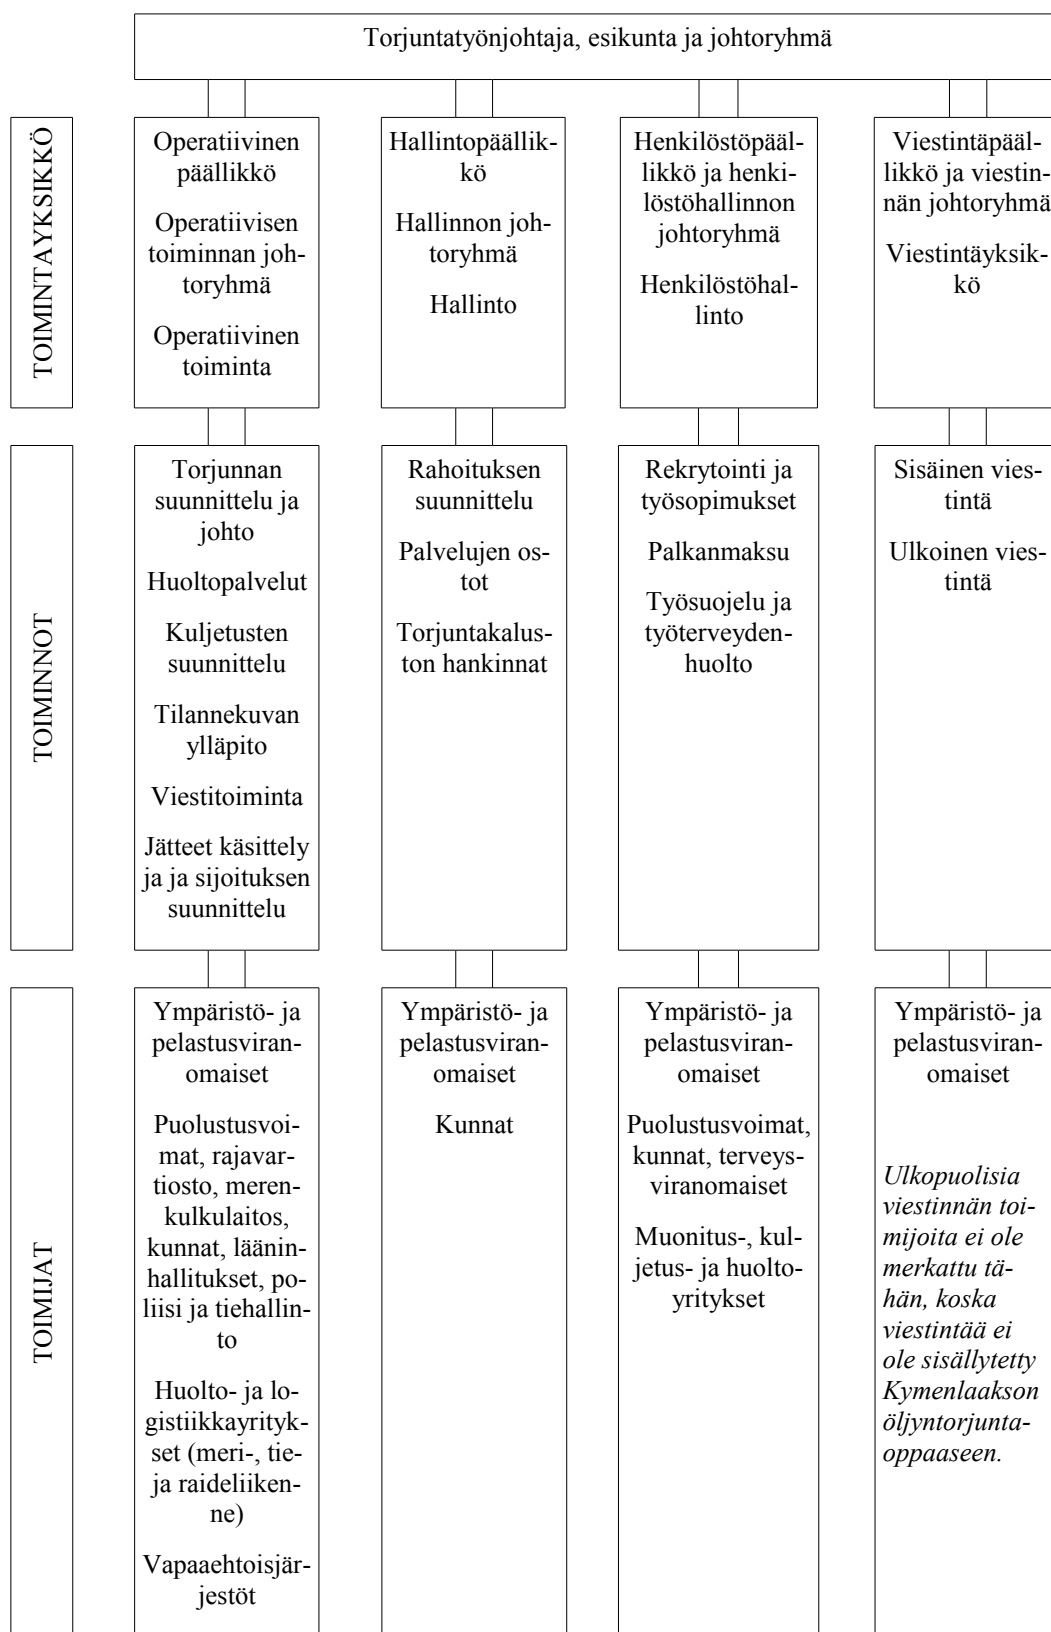 Torjuntatyönjohtaja, esikunta ja johtoryhmä
TOIMINTAYKSIKKÖ
Operatiivinen
päällikkö
Operatiivisen
toiminnan joh-
toryhmä
Operatiivinen
toiminta
Hallintopäällik-
kö
Hallinnon joh-
toryhmä
Hallinto
Henkilöstöpääl-
likkö ja henki-
löstöhallinnon
johtoryhmä
Henkilöstöhal-
linto
Viestintäpääl-
likkö ja viestin-
nän johtoryhmä
Viestintäyksik-
kö
TOIMINNOT
Torjunnan
suunnittelu ja
johto
Huoltopalvelut
Kuljetusten
suunnittelu
Tilannekuvan
ylläpito
Viestitoiminta
Jätteet käsittely
ja ja sijoituksen
suunnittelu
Rahoituksen
suunnittelu
Palvelujen os-
tot
Torjuntakalus-
ton hankinnat
Rekrytointi ja
työsopimukset
Palkanmaksu
Työsuojelu ja
työterveyden-
huolto
Sisäinen vies-
tintä
Ulkoinen vies-
tintä
TOIMIJAT
Ympäristö- ja
pelastusviran-
omaiset
Puolustusvoi-
mat, rajavar-
tiosto, meren-
kulkulaitos,
kunnat, läänin-
hallitukset, po-
liisi ja tiehallin-
to
Huolto- ja lo-
gistiikkayrityk-
set (meri-, tie-
ja raideliiken-
ne)
Vapaaehtoisjär-
jestöt
Ympäristö- ja
pelastusviran-
omaiset
Kunnat
Ympäristö- ja
pelastusviran-
omaiset
Puolustusvoimat,
kunnat, terveys-
viranomaiset
Muonitus-, kul-
jetus- ja huolto-
yritykset
Ympäristö- ja
pelastusviran-
omaiset
Ulkopuolisia
viestinnän toi-
mijoita ei ole
merkattu tä-
hän, koska
viestintää ei
ole sisällytetty
Kymenlaakson
öljyntorjunta-
oppaaseen.